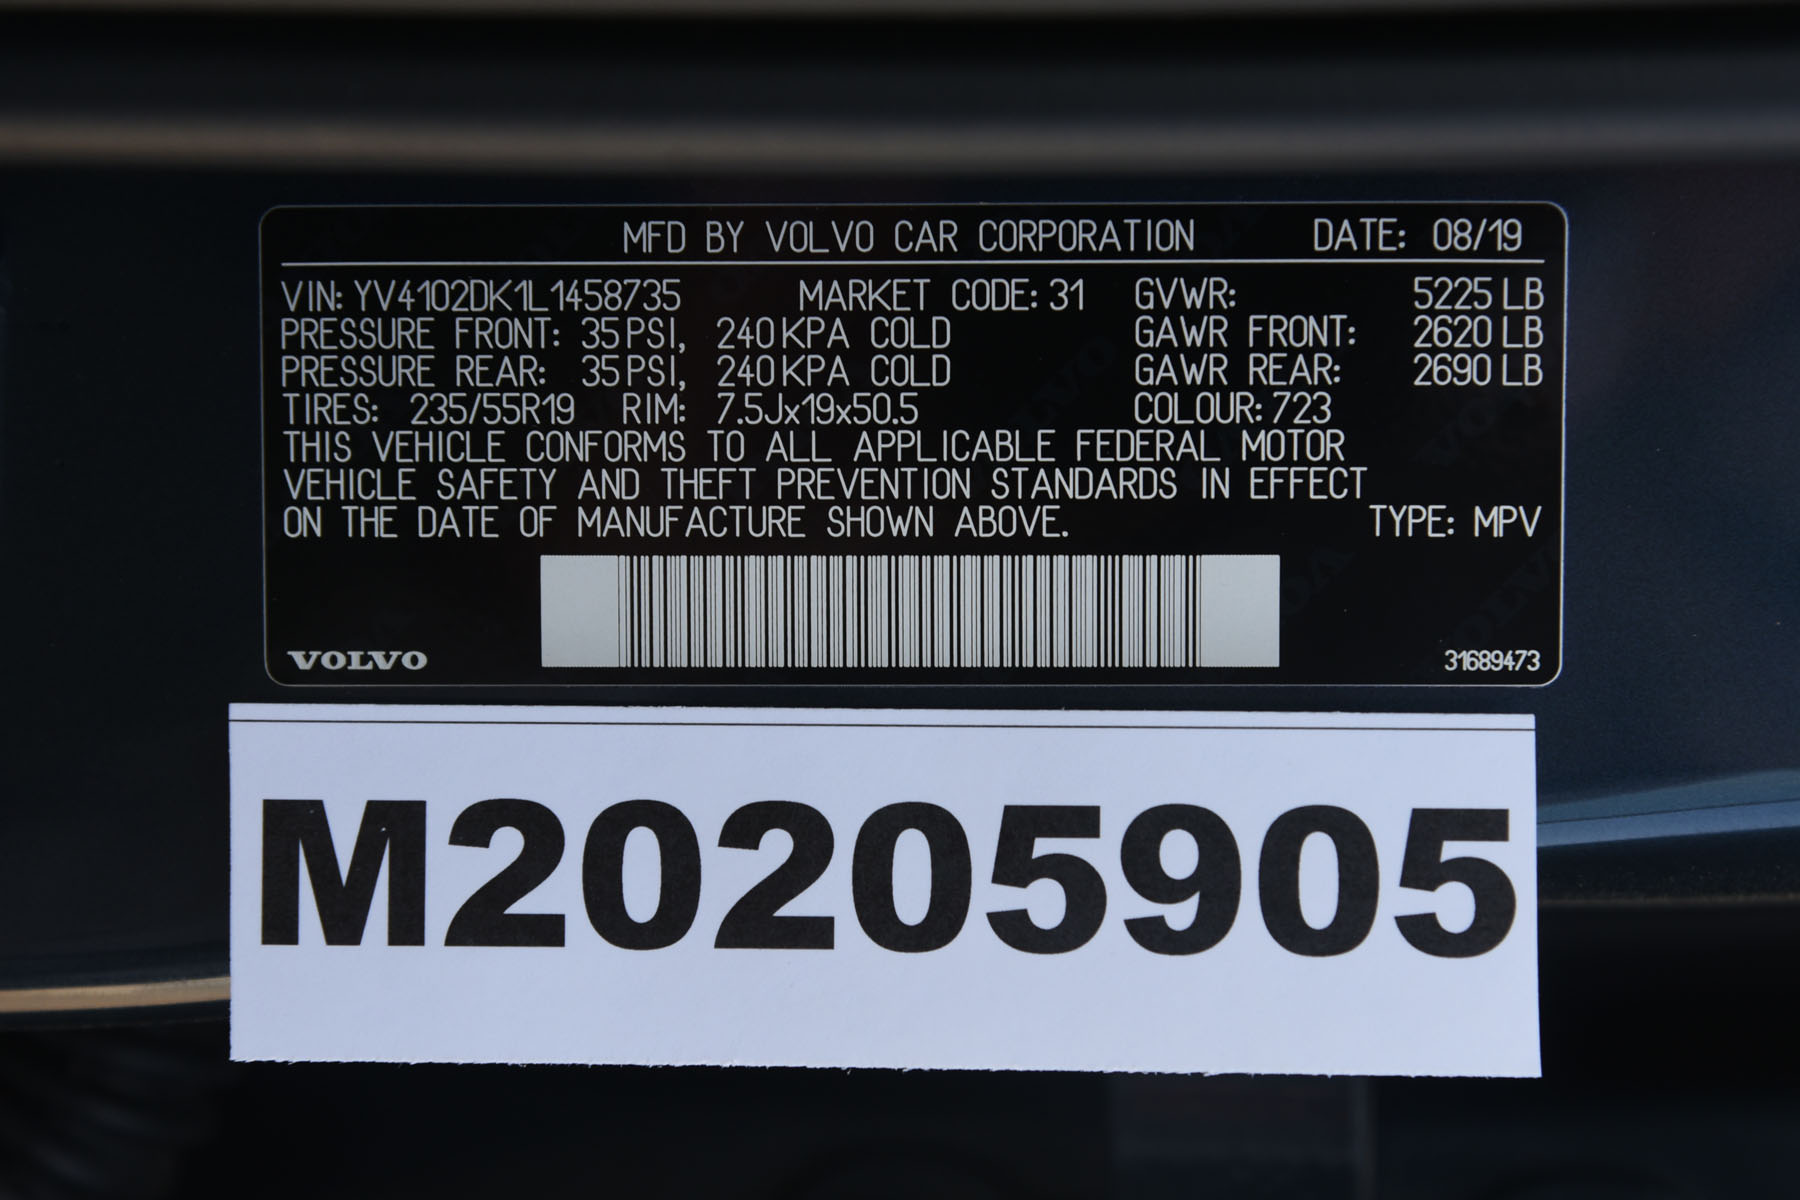 MFD BY VOLVO CAR CORPORATION DATE: 08/19
VIN: YV4102DK1L1458735 MARKET CODE: 31 GVWR: 5225 LB
PRESSURE FRONT: 35 PSI, 240 KPA COLD GAWR FRONT: 2620 LB
PRESSURE REAR: 35 PSI, 240 KPA COLD GAWR REAR: 2690 LB
TIRES: 235/55R19 RIM: 7.5Jx19x50.5 COLOUR: 723
THIS VEHICLE CONFORMS TO ALL APPLICABLE FEDERAL MOTOR
VEHICLE SAFETY AND THEFT PREVENTION STANDARDS IN EFFECT
ON THE DATE OF MANUFACTURE SHOWN ABOVE. TYPE: MPV
VOLVO 31689473
M20205905